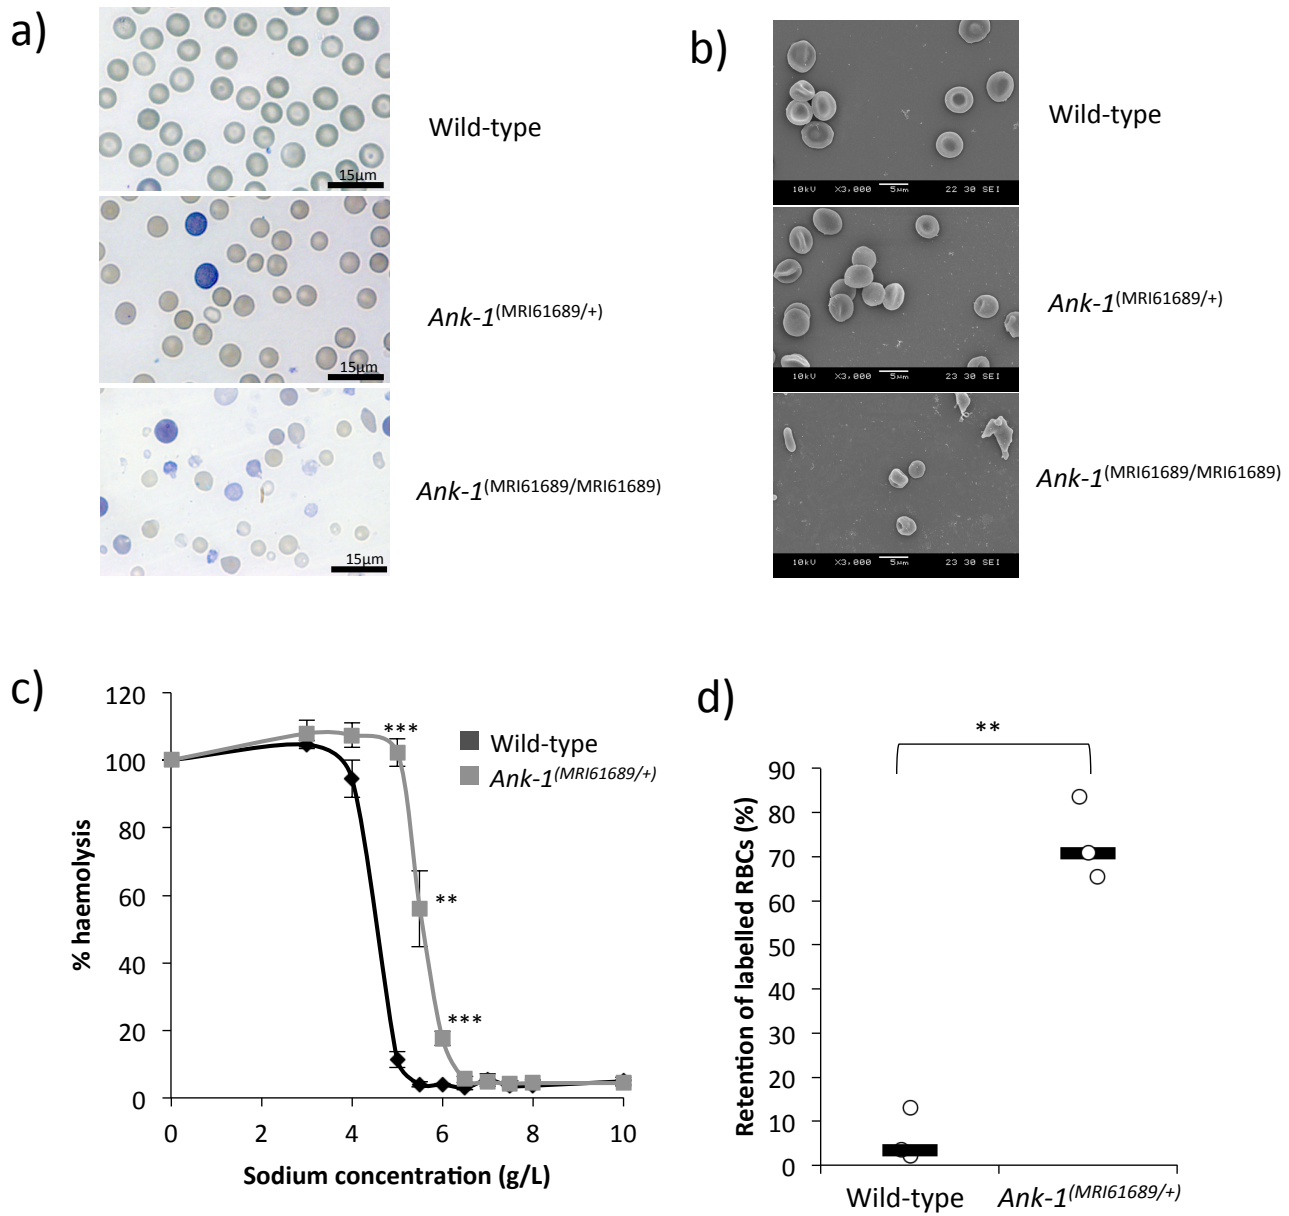 a)
Wild-type
15μm
Ank-1(MRI61689/+)
15μm
Ank-1(MRI61689/MRI61689)
15μm
b)
Wild-type
10kU X3,000 5μm 22 30 SEI
Ank-1(MRI61689/+)
10kU X3,000 5μm 23 30 SEI
Ank-1(MRI61689/MRI61689)
10kU X3,000 5μm 23 30 SEI
c)
120
100
80
60
40
20
0
% haemolysis
0 2 4 6 8 10
Sodium concentration (g/L)
***
**
***
Wild-type
Ank-1(MRI61689/+)
d)
**
90
80
70
60
50
40
30
20
10
0
Retention of labelled RBCs (%)
Wild-type Ank-1(MRI61689/+)